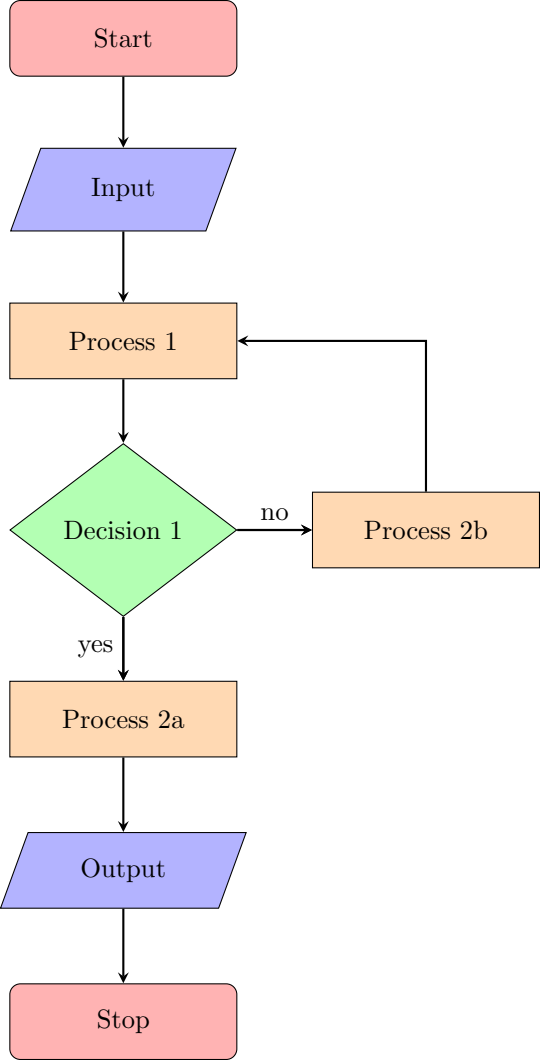 Start
Input
Process 1
Decision 1
no
Process 2b
yes
Process 2a
Output
Stop